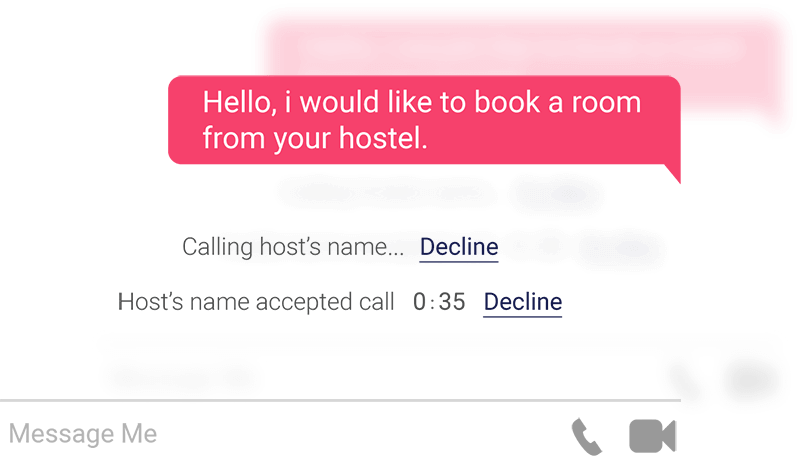 Hello, i would like to book a room
from your hostel.
Calling host's name... Decline
Host's name accepted call 0:35 Decline
Message Me